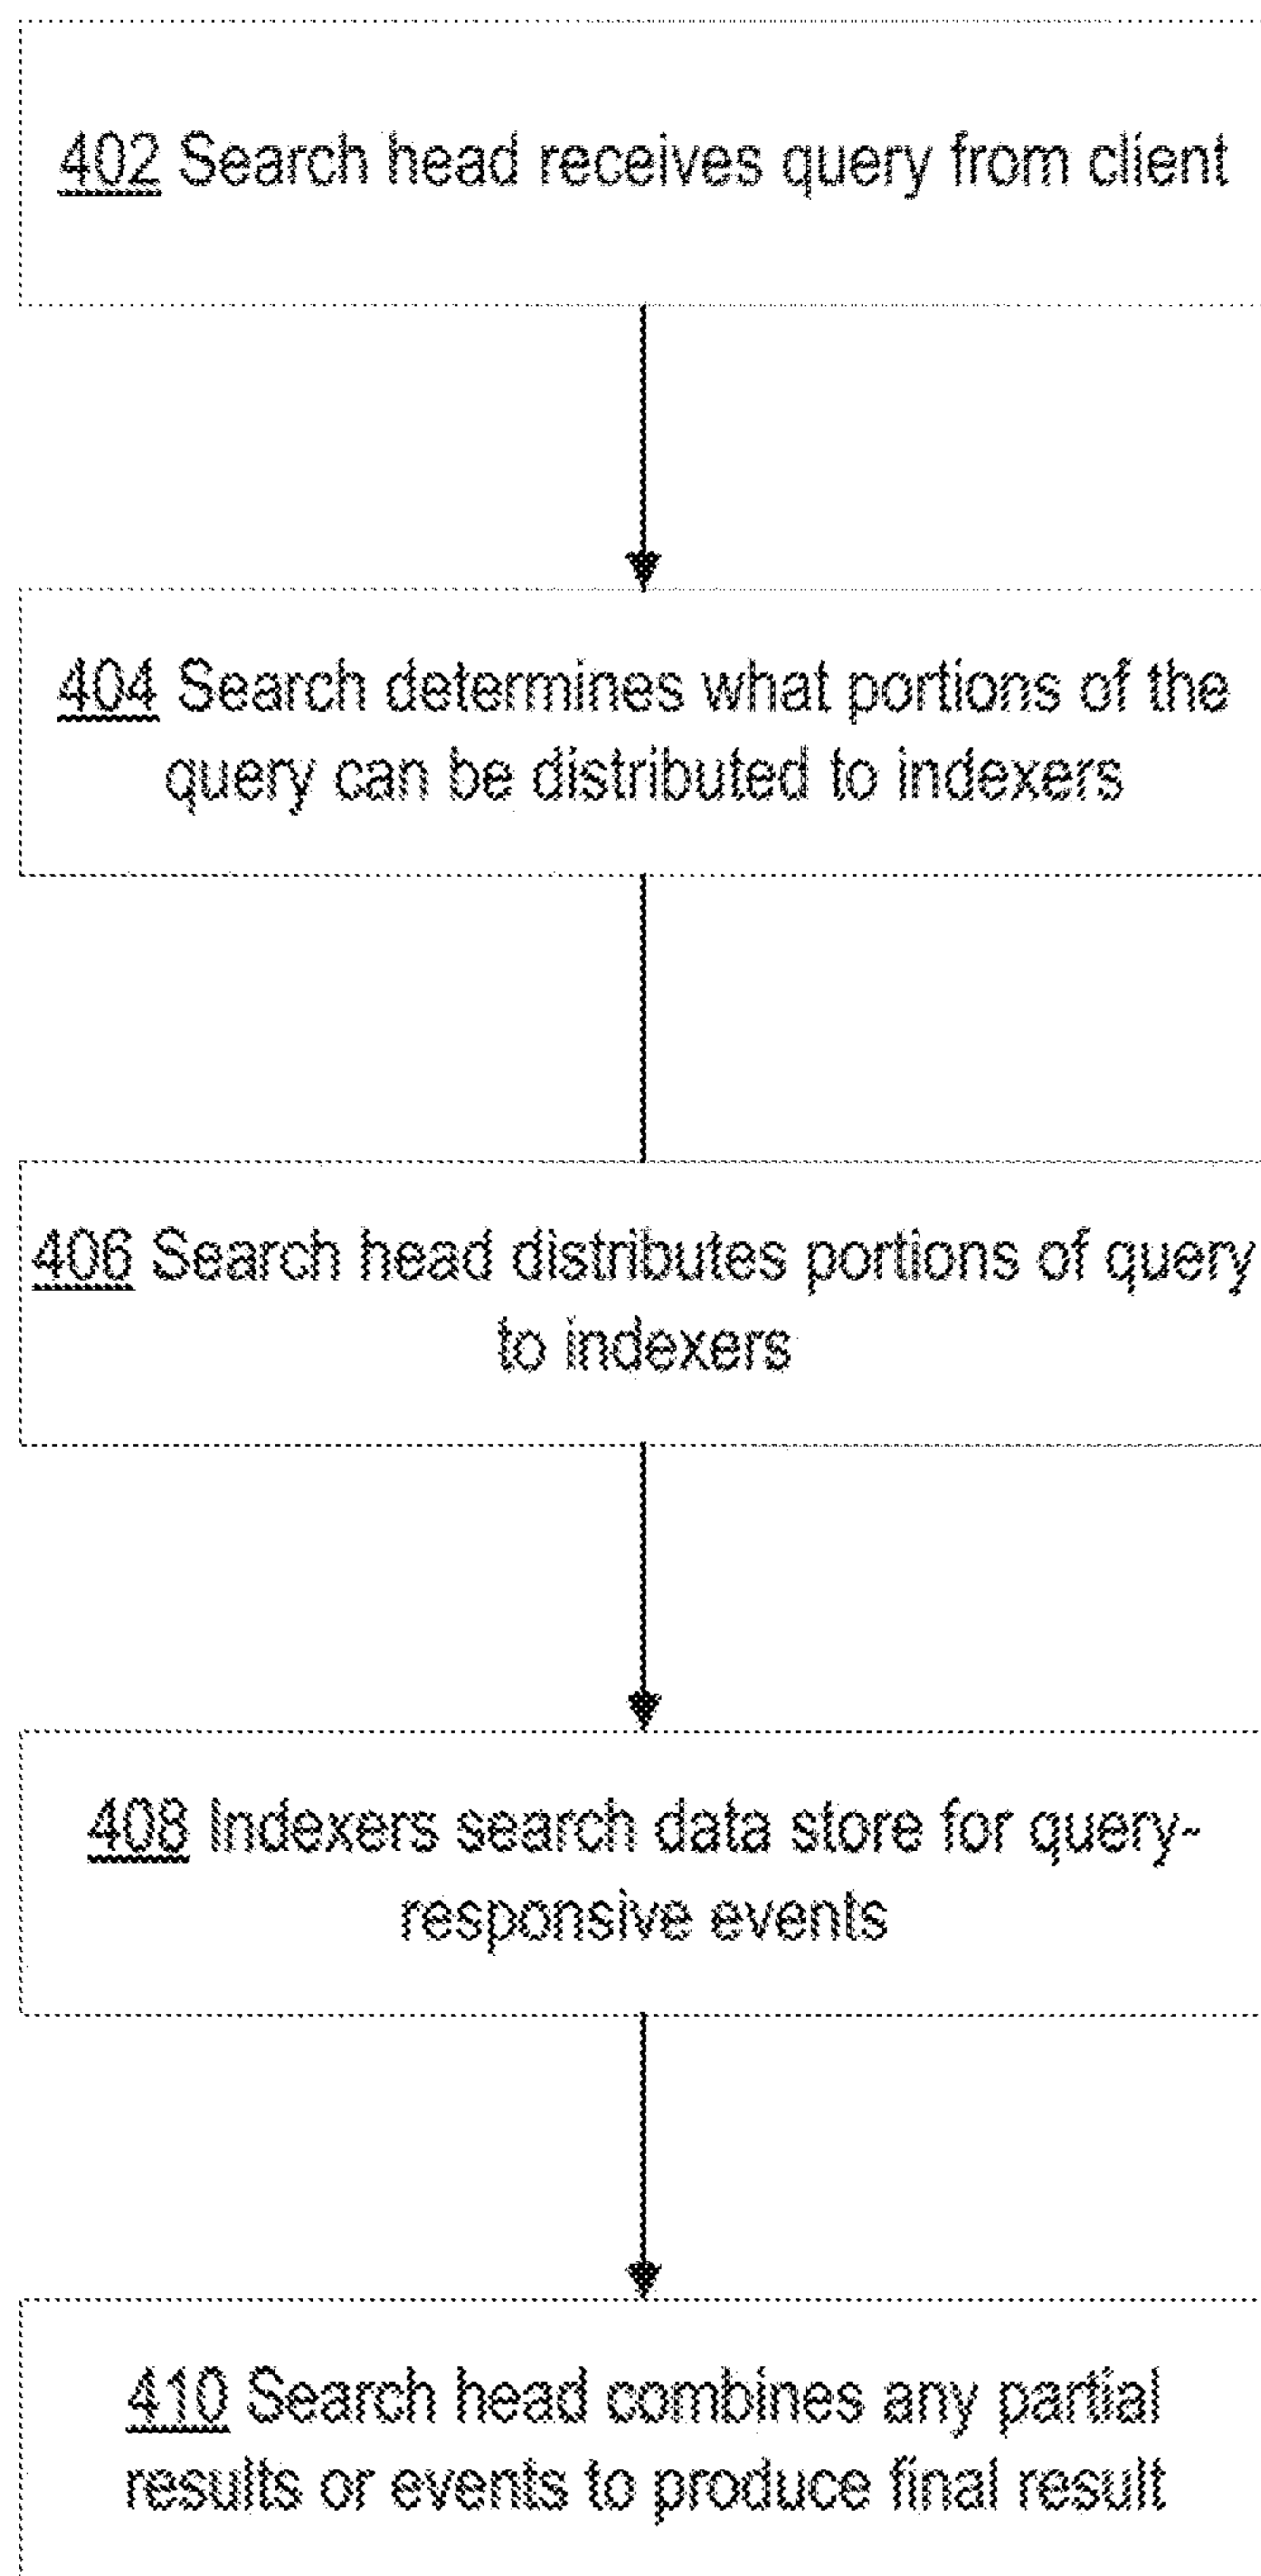 402 Search head receives query from client
404 Search determines what portions of the
query can be distributed to indexers
406 Search head distributes portions of query
to indexers
408 Indexers search data store for query-
responsive events
410 Search head combines any partial
results or events to produce final result